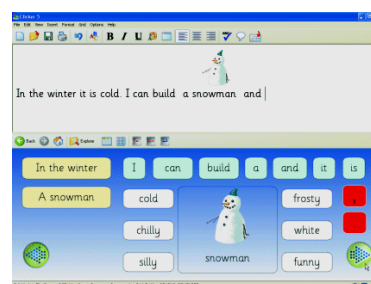 Clicker 5
File Edit View Insert Format Grid Options Help
B I U
In the winter it is cold. I can build a snowman and
Back Explore
In the winter I can build a and it is
A snowman cold frosty ,
chilly white .
silly snowman funny